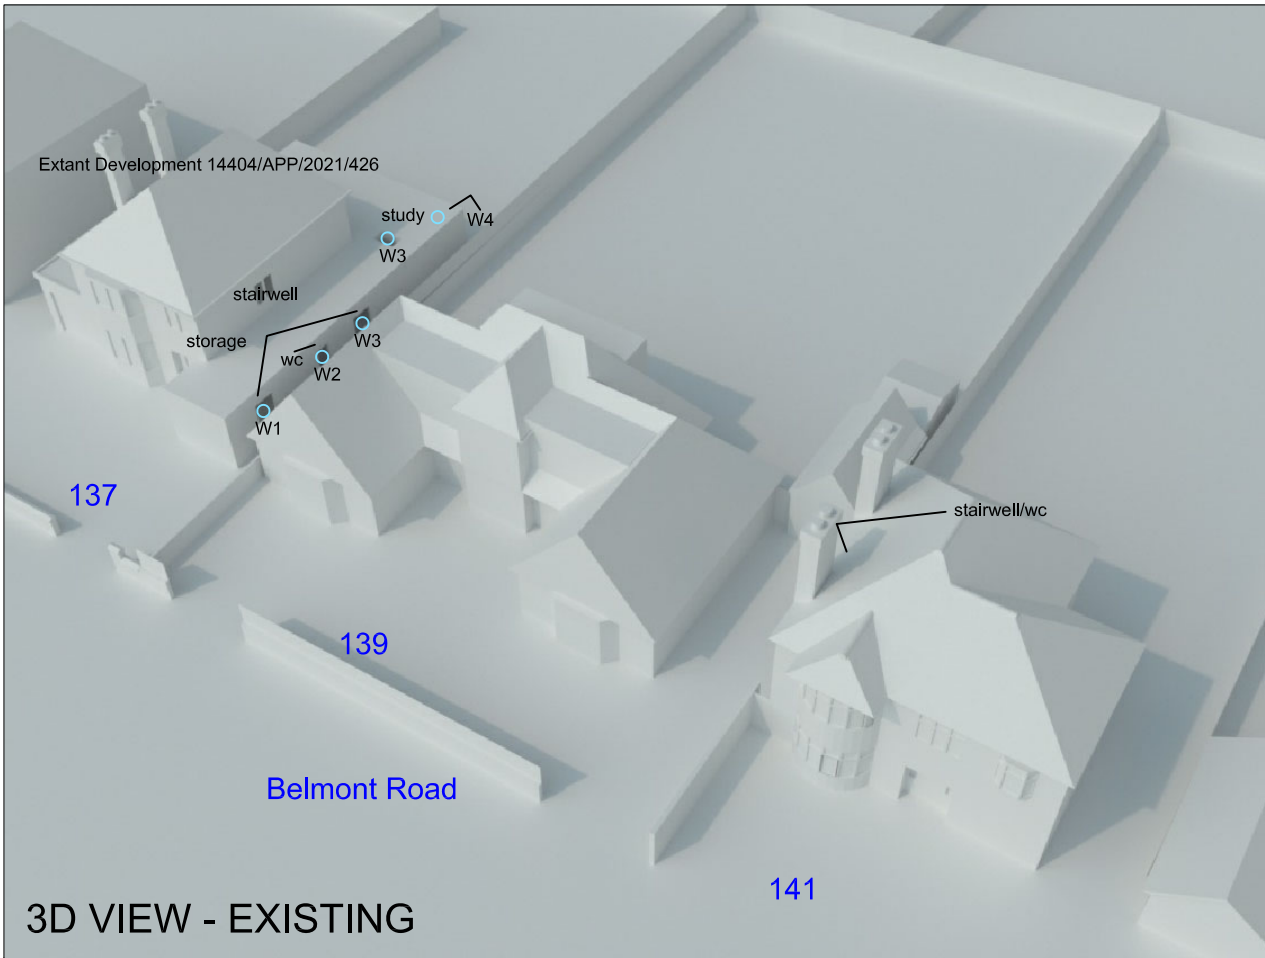 Extant Development 14404/APP/2021/426
study
W4
W3
stairwell
storage
W3
wc
W2
W1
137
stairwell/wc
139
Belmont Road
141
3D VIEW - EXISTING